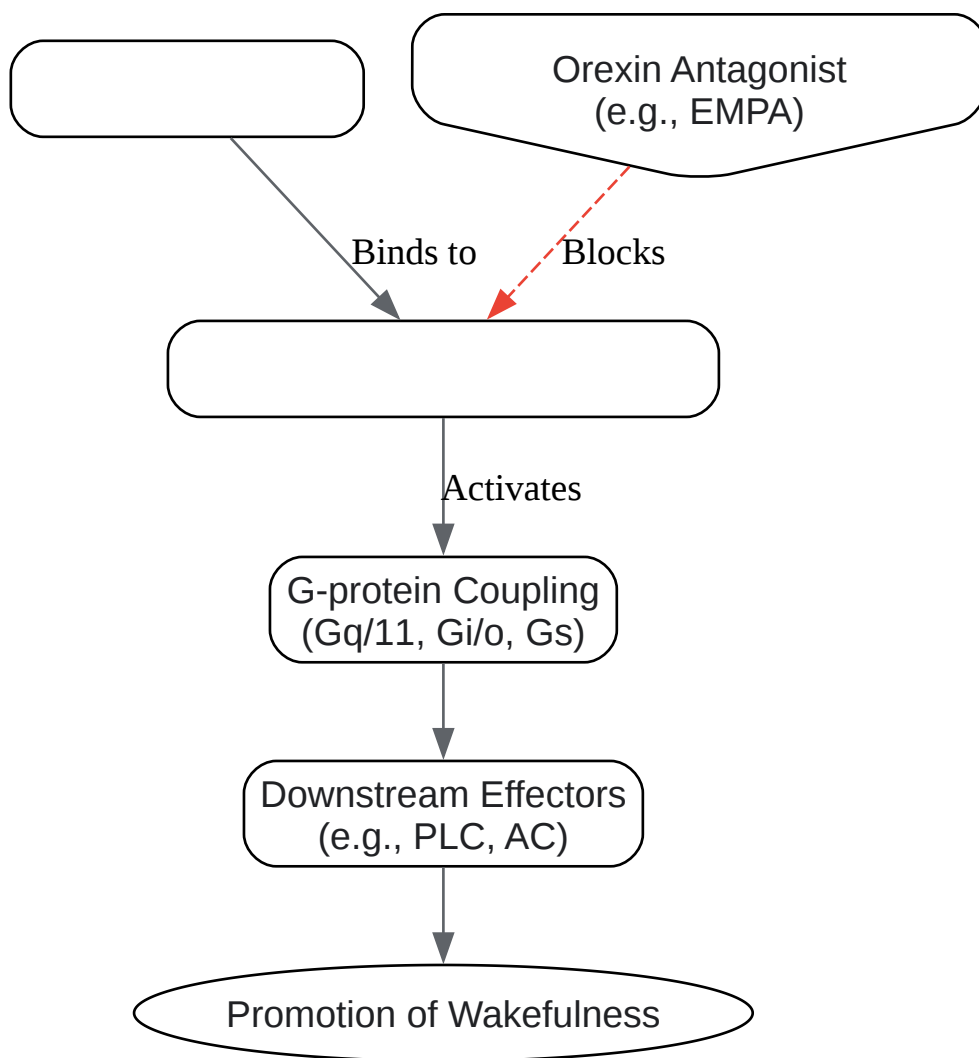 Orexin Antagonist
(e.g., EMPA)
Binds to
Blocks
Activates
G-protein Coupling
(Gq/11, Gi/o, Gs)
Downstream Effectors
(e.g., PLC, AC)
Promotion of Wakefulness